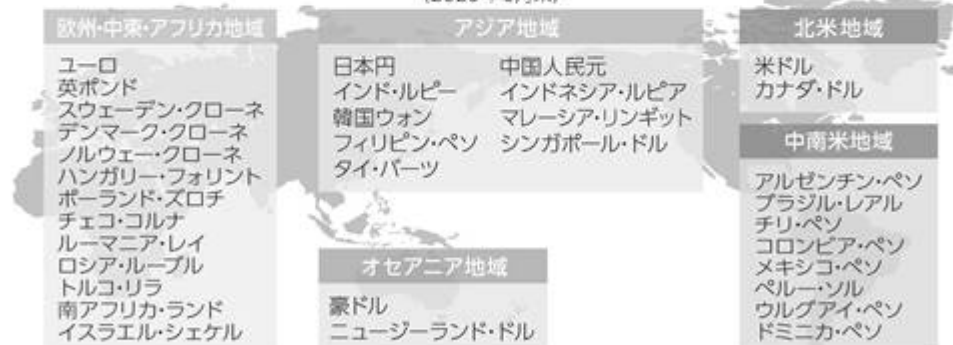 欧州・中東・アフリカ地域
ユーロ
英ポンド
スウェーデン・クローネ
デンマーク・クローネ
ノルウェー・クローネ
ハンガリー・フォリント
ポーランド・ズロチ
チェコ・コルナ
ルーマニア・レイ
ロシア・ルーブル
トルコ・リラ
南アフリカ・ランド
イスラエル・シェケル
アジア地域
日本円 中国人民元
インド・ルピー インドネシア・ルピア
韓国ウォン マレーシア・リンギット
フィリピン・ペソ シンガポール・ドル
タイ・バーツ
オセアニア地域
豪ドル
ニュージーランド・ドル
北米地域
米ドル
カナダ・ドル
中南米地域
アルゼンチン・ペソ
ブラジル・レアル
チリ・ペソ
コロンビア・ペソ
メキシコ・ペソ
ペルー・ソル
ウルグアイ・ペソ
ドミニカ・ペソ